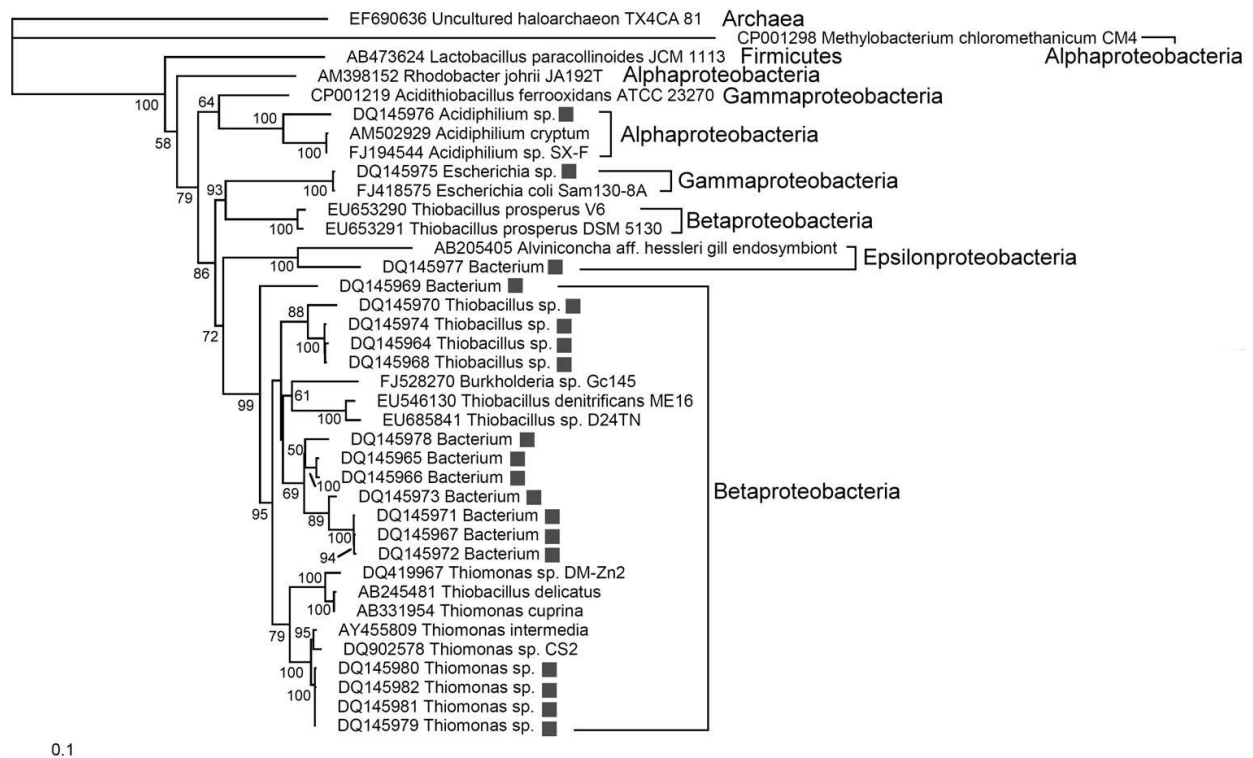 EF690636 Uncultured haloarchaeon TX4CA 81 Archaea
CP001298 Methylobacterium chloromethanicum CM4
AB473624 Lactobacillus paracollinoides JCM 1113 Firmicutes Alphaproteobacteria
AM398152 Rhodobacter johrii JA192T Alphaproteobacteria
100 64 CP001219 Acidithiobacillus ferrooxidans ATCC 23270 Gammaproteobacteria
100 DQ145976 Acidiphilium sp.
58 AM502929 Acidiphilium cryptum Alphaproteobacteria
100 FJ194544 Acidiphilium sp. SX-F
DQ145975 Escherichia sp. Gammaproteobacteria
79 93 100 FJ418575 Escherichia coli Sam130-8A
EU653290 Thiobacillus prosperus V6 Betaproteobacteria
100 EU653291 Thiobacillus prosperus DSM 5130
AB205405 Alviniconcha aff. hessleri gill endosymbiont Epsilonproteobacteria
86 100 DQ145977 Bacterium
DQ145969 Bacterium
88 DQ145970 Thiobacillus sp.
DQ145974 Thiobacillus sp.
72 100 DQ145964 Thiobacillus sp.
DQ145968 Thiobacillus sp.
FJ528270 Burkholderia sp. Gc145
99 61 EU546130 Thiobacillus denitrificans ME16
100 EU685841 Thiobacillus sp. D24TN
DQ145978 Bacterium
50 DQ145965 Bacterium
100 DQ145966 Bacterium
69 DQ145973 Bacterium Betaproteobacteria
95 89 DQ145971 Bacterium
100 DQ145967 Bacterium
94 DQ145972 Bacterium
100 DQ419967 Thiomonas sp. DM-Zn2
AB245481 Thiobacillus delicatus
100 AB331954 Thiomonas cuprina
79 95 AY455809 Thiomonas intermedia
DQ902578 Thiomonas sp. CS2
100 DQ145980 Thiomonas sp.
100 DQ145982 Thiomonas sp.
DQ145981 Thiomonas sp.
DQ145979 Thiomonas sp.
0.1